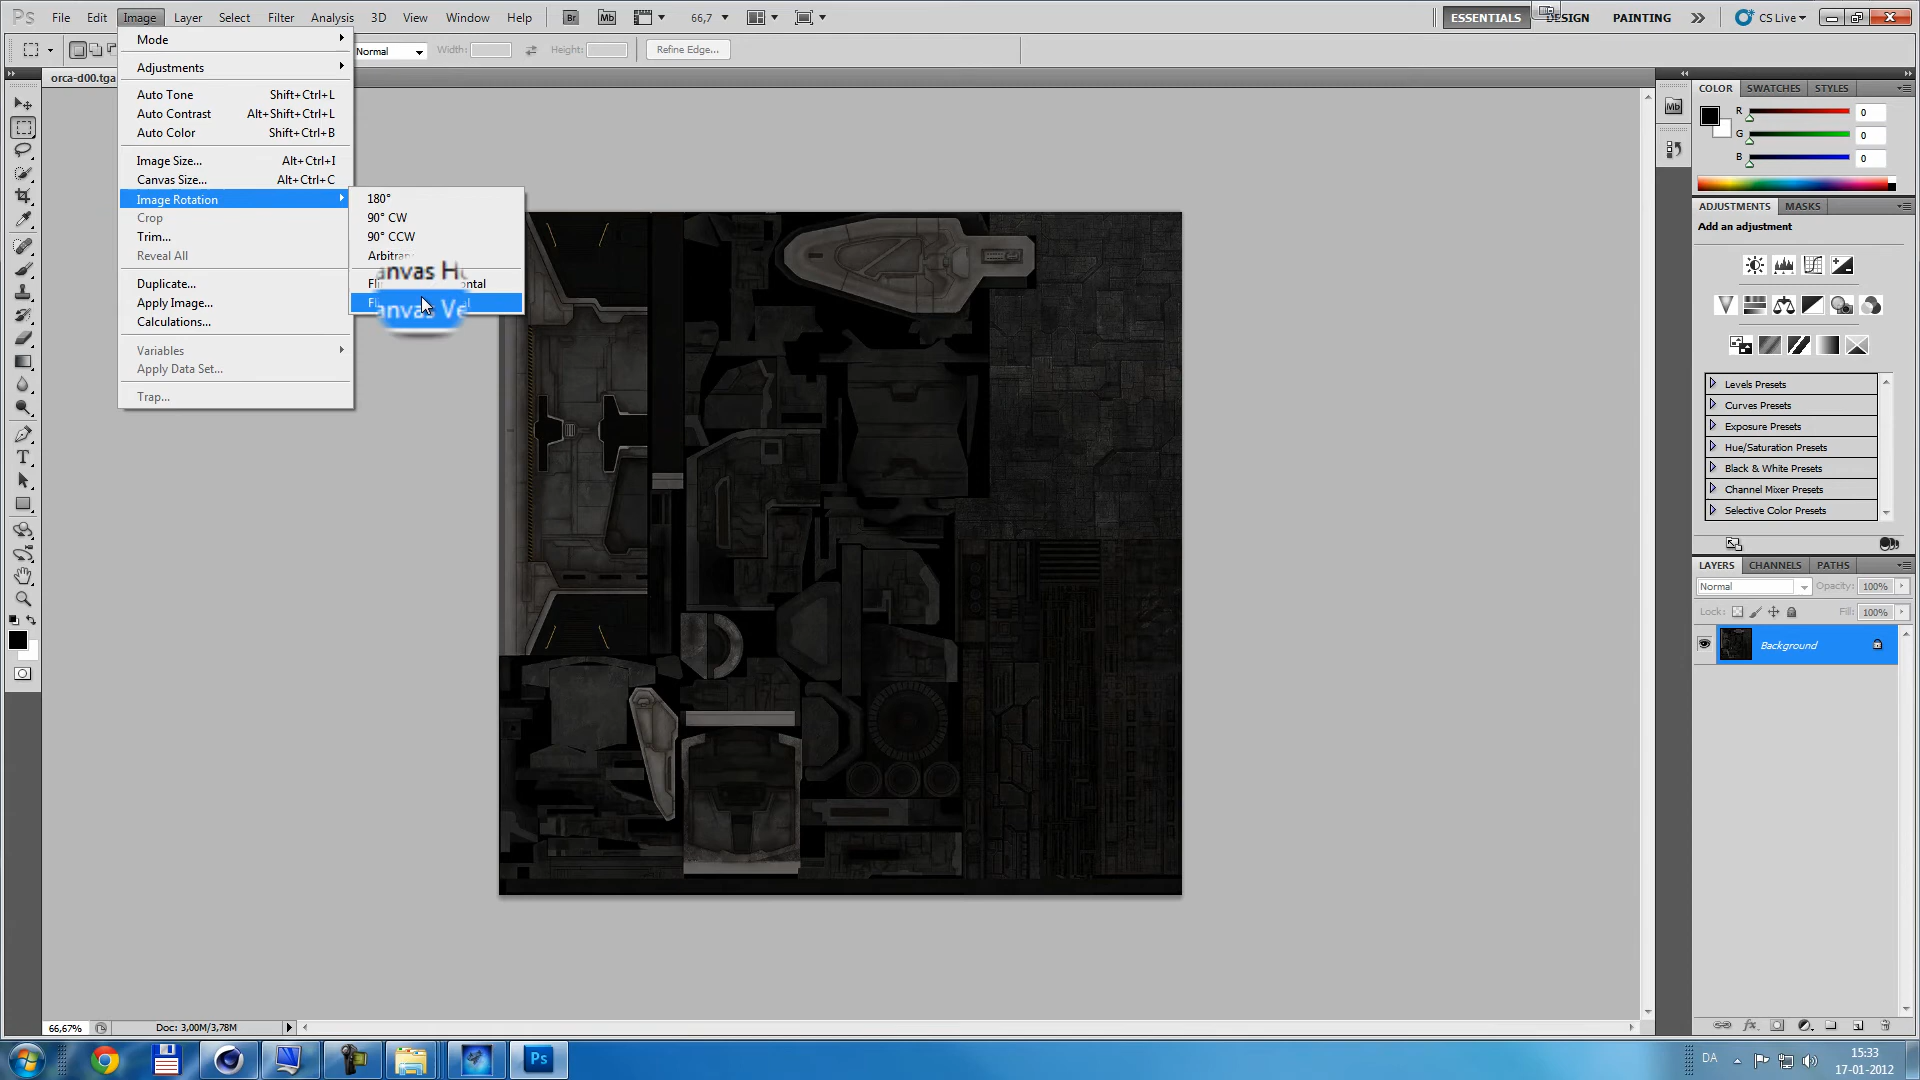 Ps File Edit Image Layer Select Filter Analysis 3D View Window Help Br Mb 66,7 ESSENTIALS DESIGN PAINTING CS Live
Normal Width: Height: Refine Edge...
orca-d00.tga
Mode
Adjustments
Auto Tone Shift+Ctrl+L
Auto Contrast Alt+Shift+Ctrl+L
Auto Color Shift+Ctrl+B
Image Size... Alt+Ctrl+I
Canvas Size... Alt+Ctrl+C
Image Rotation
Crop
Trim...
Reveal All
Duplicate...
Apply Image...
Calculations...
Variables
Apply Data Set...
Trap...
180°
90° CW
90° CCW
COLOR SWATCHES STYLES
R 0
G 0
B 0
Mb
ADJUSTMENTS MASKS
Add an adjustment
Levels Presets
Curves Presets
Exposure Presets
Hue/Saturation Presets
Black & White Presets
Channel Mixer Presets
Selective Color Presets
LAYERS CHANNELS PATHS
Normal Opacity: 100%
Lock: Fill: 100%
Background
66,67% Doc: 3,00M/3,78M
Ps DA 15:33
17-01-2012